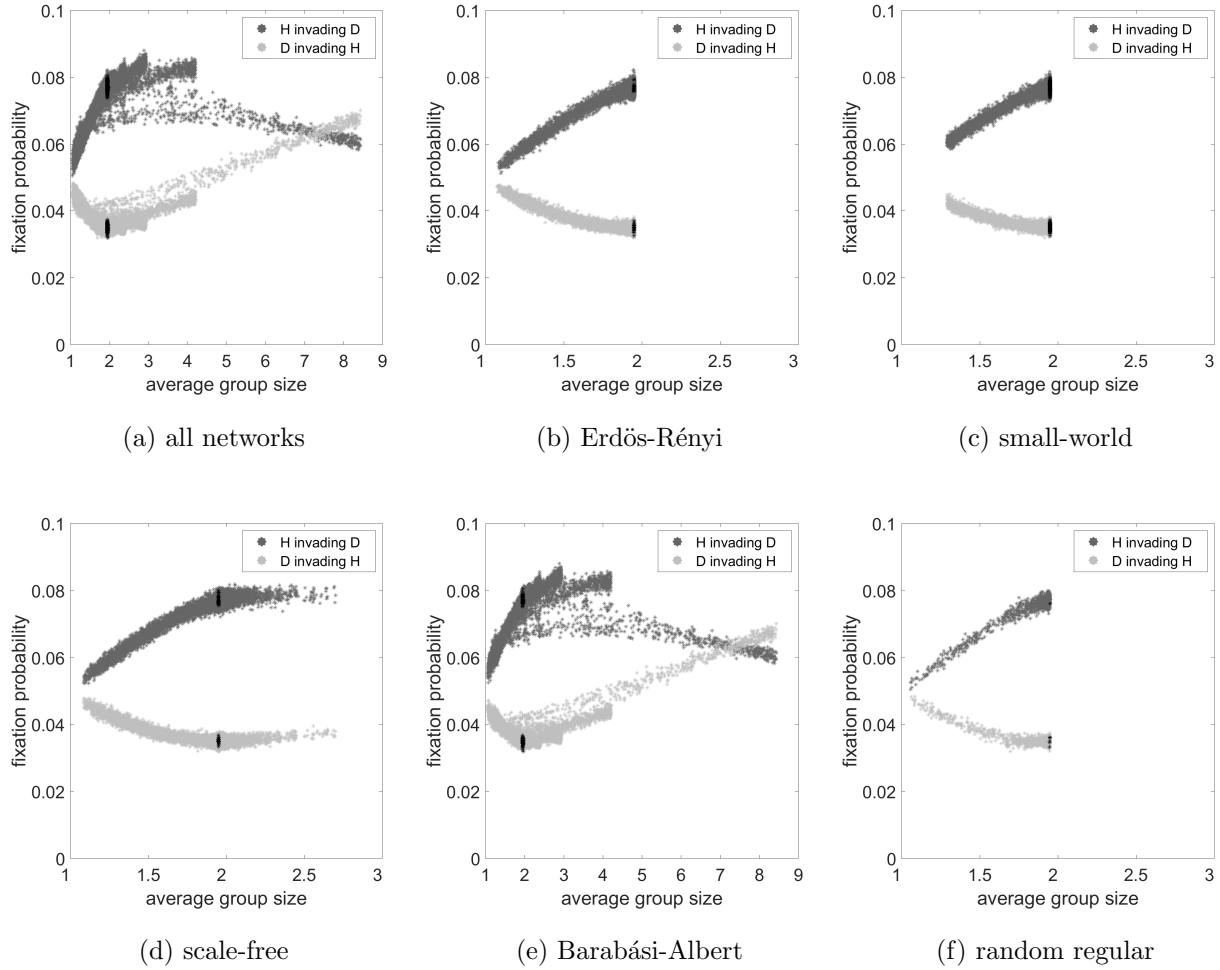 H invading D
D invading H
fixation probability
0.1
0.08
0.06
0.04
0.02
0
1 2 3 4 5 6 7 8 9
average group size
(a) all networks
H invading D
D invading H
fixation probability
0.1
0.08
0.06
0.04
0.02
0
1 1.5 2 2.5 3
average group size
(b) Erdös-Rényi
H invading D
D invading H
fixation probability
0.1
0.08
0.06
0.04
0.02
0
1 1.5 2 2.5 3
average group size
(c) small-world
H invading D
D invading H
fixation probability
0.1
0.08
0.06
0.04
0.02
0
1 1.5 2 2.5 3
average group size
(d) scale-free
H invading D
D invading H
fixation probability
0.1
0.08
0.06
0.04
0.02
0
1 2 3 4 5 6 7 8 9
average group size
(e) Barabási-Albert
H invading D
D invading H
fixation probability
0.1
0.08
0.06
0.04
0.02
0
1 1.5 2 2.5 3
average group size
(f) random regular